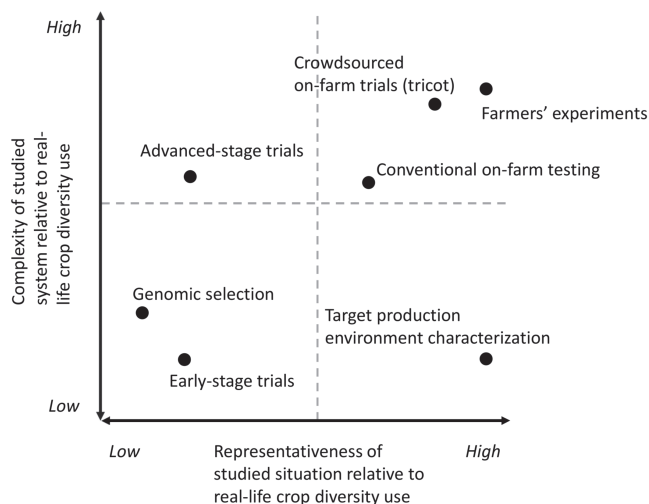 High
Crowdsourced
on-farm trials (tricot)
Farmers’ experiments
Advanced-stage trials
Conventional on-farm testing
Complexity of studied
system relative to real-
life crop diversity use
Genomic selection
Target production
environment characterization
Early-stage trials
Low
Low
Representativeness of
studied situation relative to
real-life crop diversity use
High